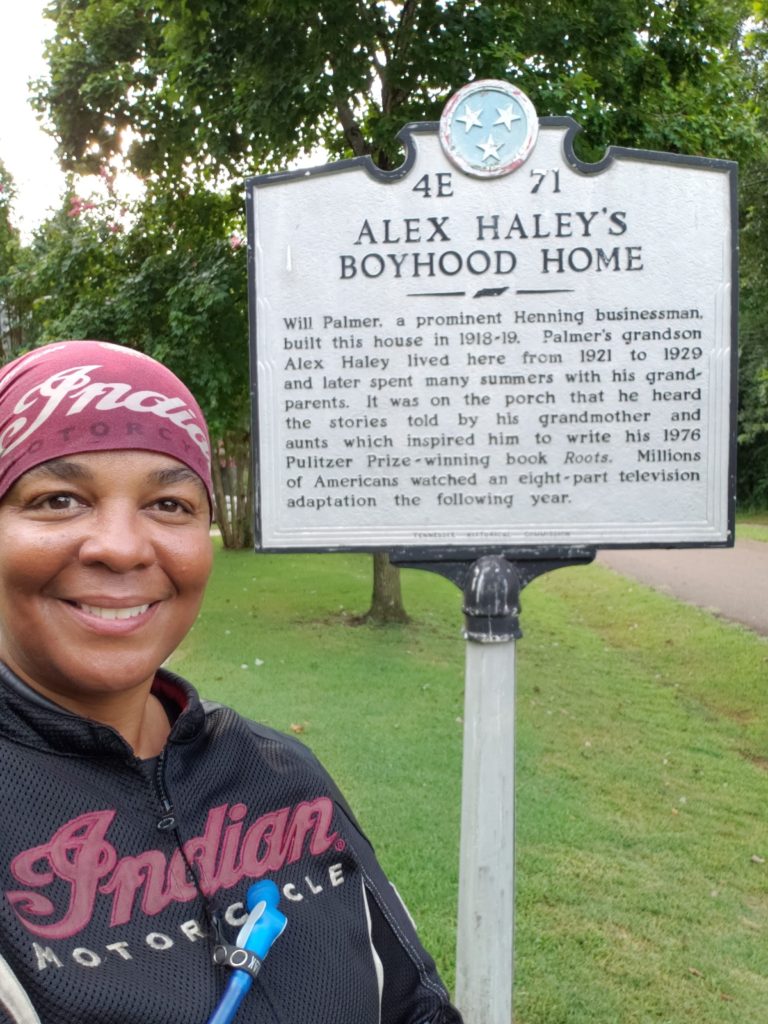 4E 71
ALEX HALEY'S
BOYHOOD HOME
Will Palmer, a prominent Henning businessman,
built this house in 1918-19. Palmer's grandson
Alex Haley lived here from 1921 to 1929
and later spent many summers with his grand-
parents. It was on the porch that he heard
the stories told by his grandmother and
aunts which inspired him to write his 1976
Pulitzer Prize-winning book Roots. Millions
of Americans watched an eight-part television
adaptation the following year.
TENNESSEE HISTORICAL COMMISSION
Indian
MOTORCYC
Indian
MOTORCYCLE